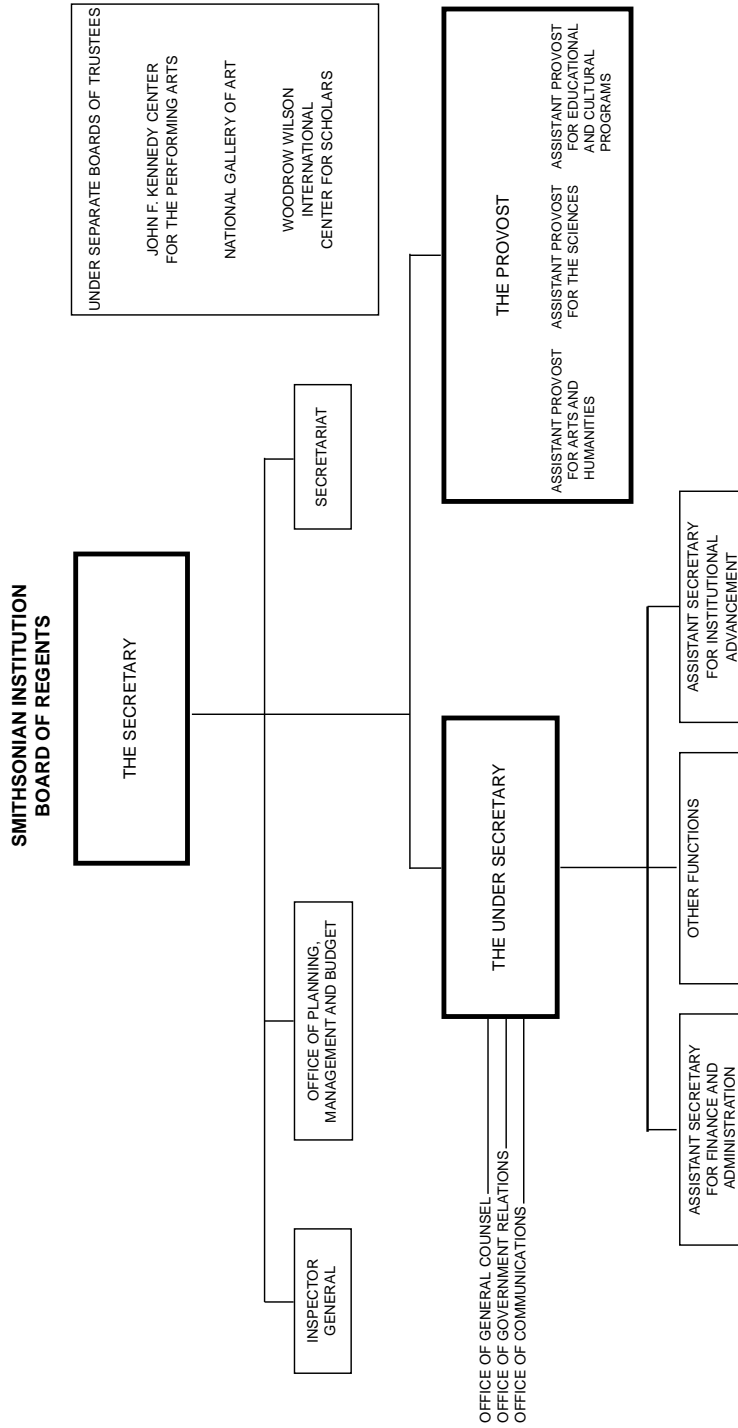 SMITHSONIAN INSTITUTION
BOARD OF REGENTS
THE SECRETARY
UNDER SEPARATE BOARDS OF TRUSTEES
JOHN F. KENNEDY CENTER
FOR THE PERFORMING ARTS
NATIONAL GALLERY OF ART
WOODROW WILSON
INTERNATIONAL
CENTER FOR SCHOLARS
INSPECTOR
GENERAL
OFFICE OF PLANNING,
MANAGEMENT AND BUDGET
SECRETARIAT
OFFICE OF GENERAL COUNSEL
OFFICE OF GOVERNMENT RELATIONS
OFFICE OF COMMUNICATIONS
THE UNDER SECRETARY
THE PROVOST
ASSISTANT PROVOST
FOR ARTS AND
HUMANITIES
ASSISTANT PROVOST
FOR THE SCIENCES
ASSISTANT PROVOST
FOR EDUCATIONAL
AND CULTURAL
PROGRAMS
ASSISTANT SECRETARY
FOR FINANCE AND
ADMINISTRATION
OTHER FUNCTIONS
ASSISTANT SECRETARY
FOR INSTITUTIONAL
ADVANCEMENT